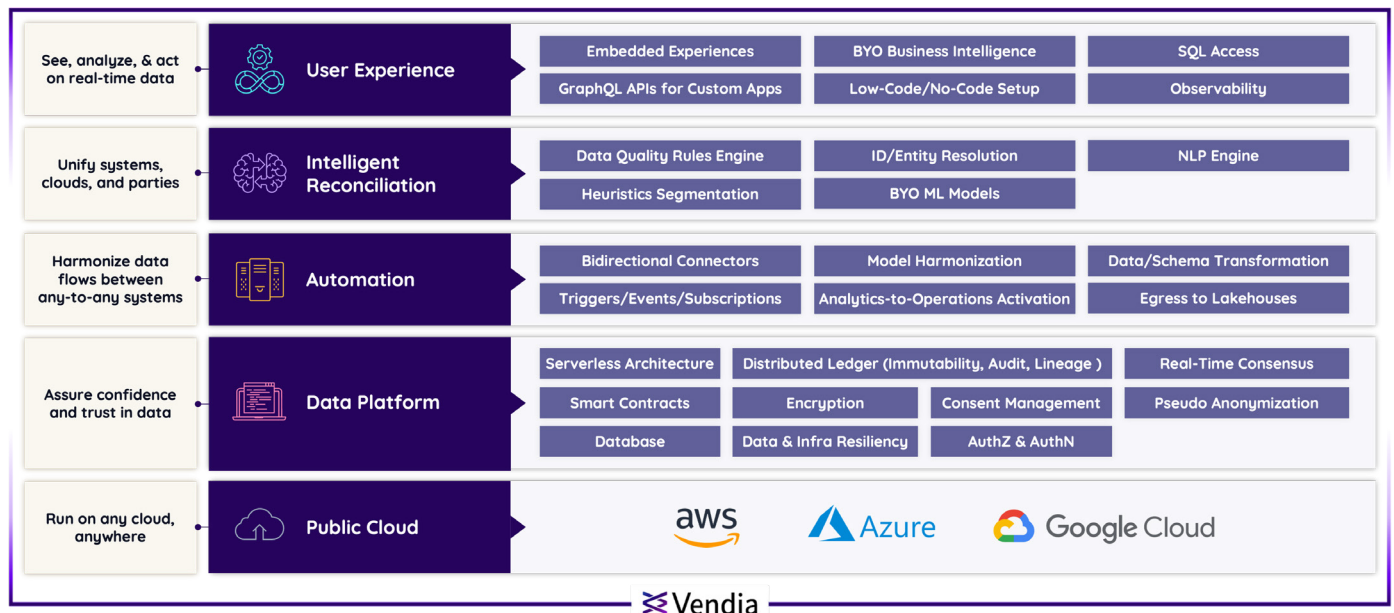 See, analyze, & act
on real-time data
User Experience
Embedded Experiences
BYO Business Intelligence
SQL Access
GraphQL APIs for Custom Apps
Low-Code/No-Code Setup
Observability
Unify systems,
clouds, and parties
Intelligent
Reconciliation
Data Quality Rules Engine
ID/Entity Resolution
NLP Engine
Heuristics Segmentation
BYO ML Models
Harmonize data
flows between
any-to-any systems
Automation
Bidirectional Connectors
Model Harmonization
Data/Schema Transformation
Triggers/Events/Subscriptions
Analytics-to-Operations Activation
Egress to Lakehouses
Assure confidence
and trust in data
Data Platform
Serverless Architecture
Distributed Ledger (Immutability, Audit, Lineage )
Real-Time Consensus
Smart Contracts
Encryption
Consent Management
Pseudo Anonymization
Database
Data & Infra Resiliency
AuthZ & AuthN
Run on any cloud,
anywhere
Public Cloud
aws
Azure
Google Cloud
Vendia